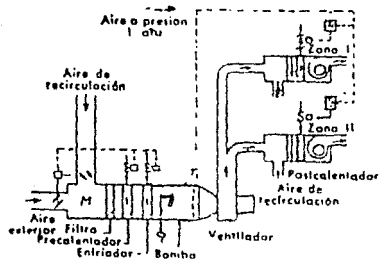 Aire a presion
1 atu
Zona I
Aire de
recirculación
Zona II
Postcalentador
Aire de
recirculación
M
Aire
exterior
Filtro
Precalentador
Enfriador
Bomba
Ventilador